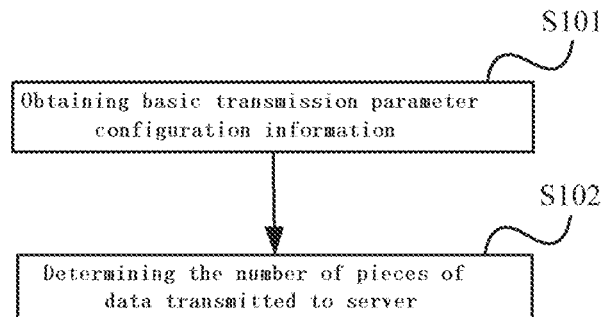 S101
Obtaining basic transmission parameter
configuration information
S102
Determining the number of pieces of
data transmitted to server